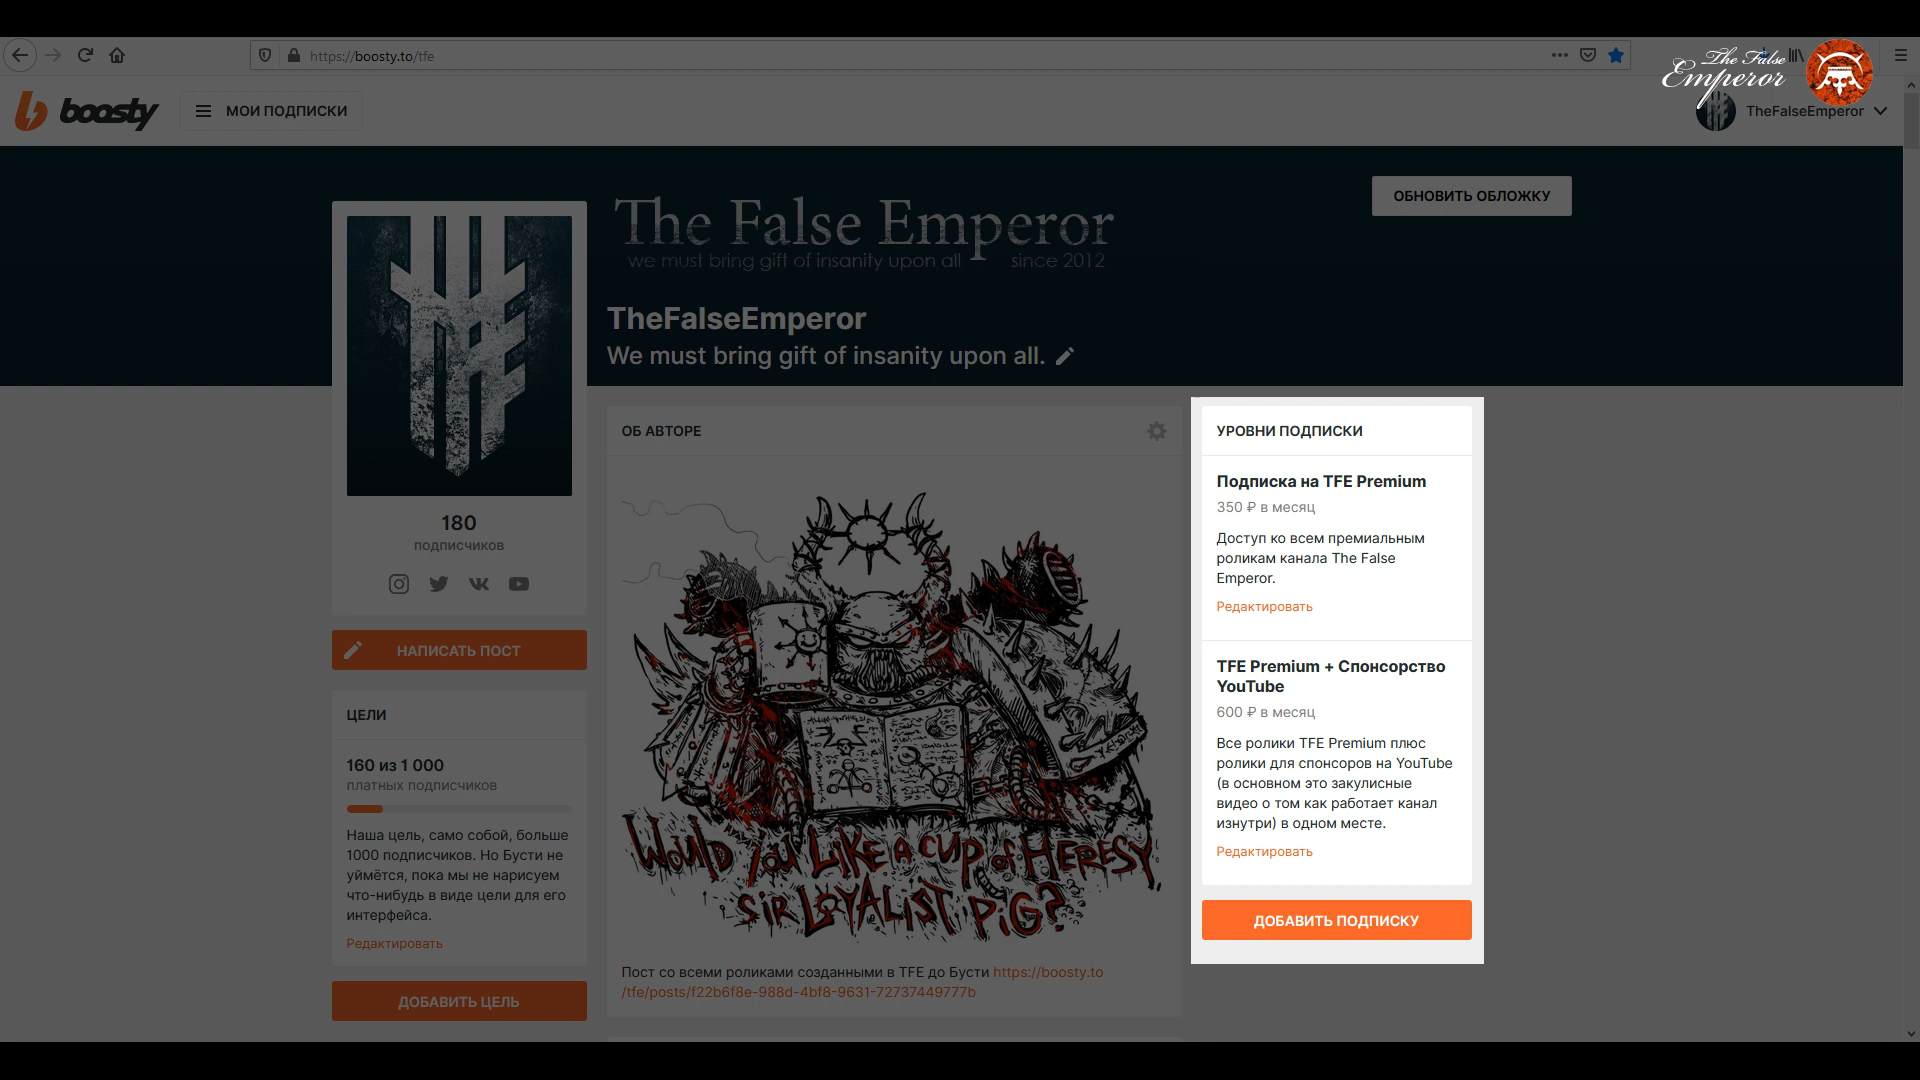 https://boosty.to/tfe
The False
Emperor
boosty
МОИ ПОДПИСКИ
TheFalseEmperor
The False Emperor
we must bring gift of insanity upon all since 2012
ОБНОВИТЬ ОБЛОЖКУ
TheFalseEmperor
We must bring gift of insanity upon all.
180
подписчиков
НАПИСАТЬ ПОСТ
ЦЕЛИ
160 из 1 000
платных подписчиков
Наша цель, само собой, больше
1000 подписчиков. Но Бусти не
уймётся, пока мы не нарисуем
что-нибудь в виде цели для его
интерфейса.
Редактировать
ДОБАВИТЬ ЦЕЛЬ
ОБ АВТОРЕ
WOULD YOU LIKE A CUP OF HERESY,
SIR LOYALIST PIG?
Пост со всеми роликами созданными в TFE до Бусти https://boosty.to
/tfe/posts/f22b6f8e-988d-4bf8-9631-72737449777b
УРОВНИ ПОДПИСКИ
Подписка на TFE Premium
350 ₽ в месяц
Доступ ко всем премиальным
роликам канала The False
Emperor.
Редактировать
TFE Premium + Спонсорство
YouTube
600 ₽ в месяц
Все ролики TFE Premium плюс
ролики для спонсоров на YouTube
(в основном это закулисные
видео о том как работает канал
изнутри) в одном месте.
Редактировать
ДОБАВИТЬ ПОДПИСКУ